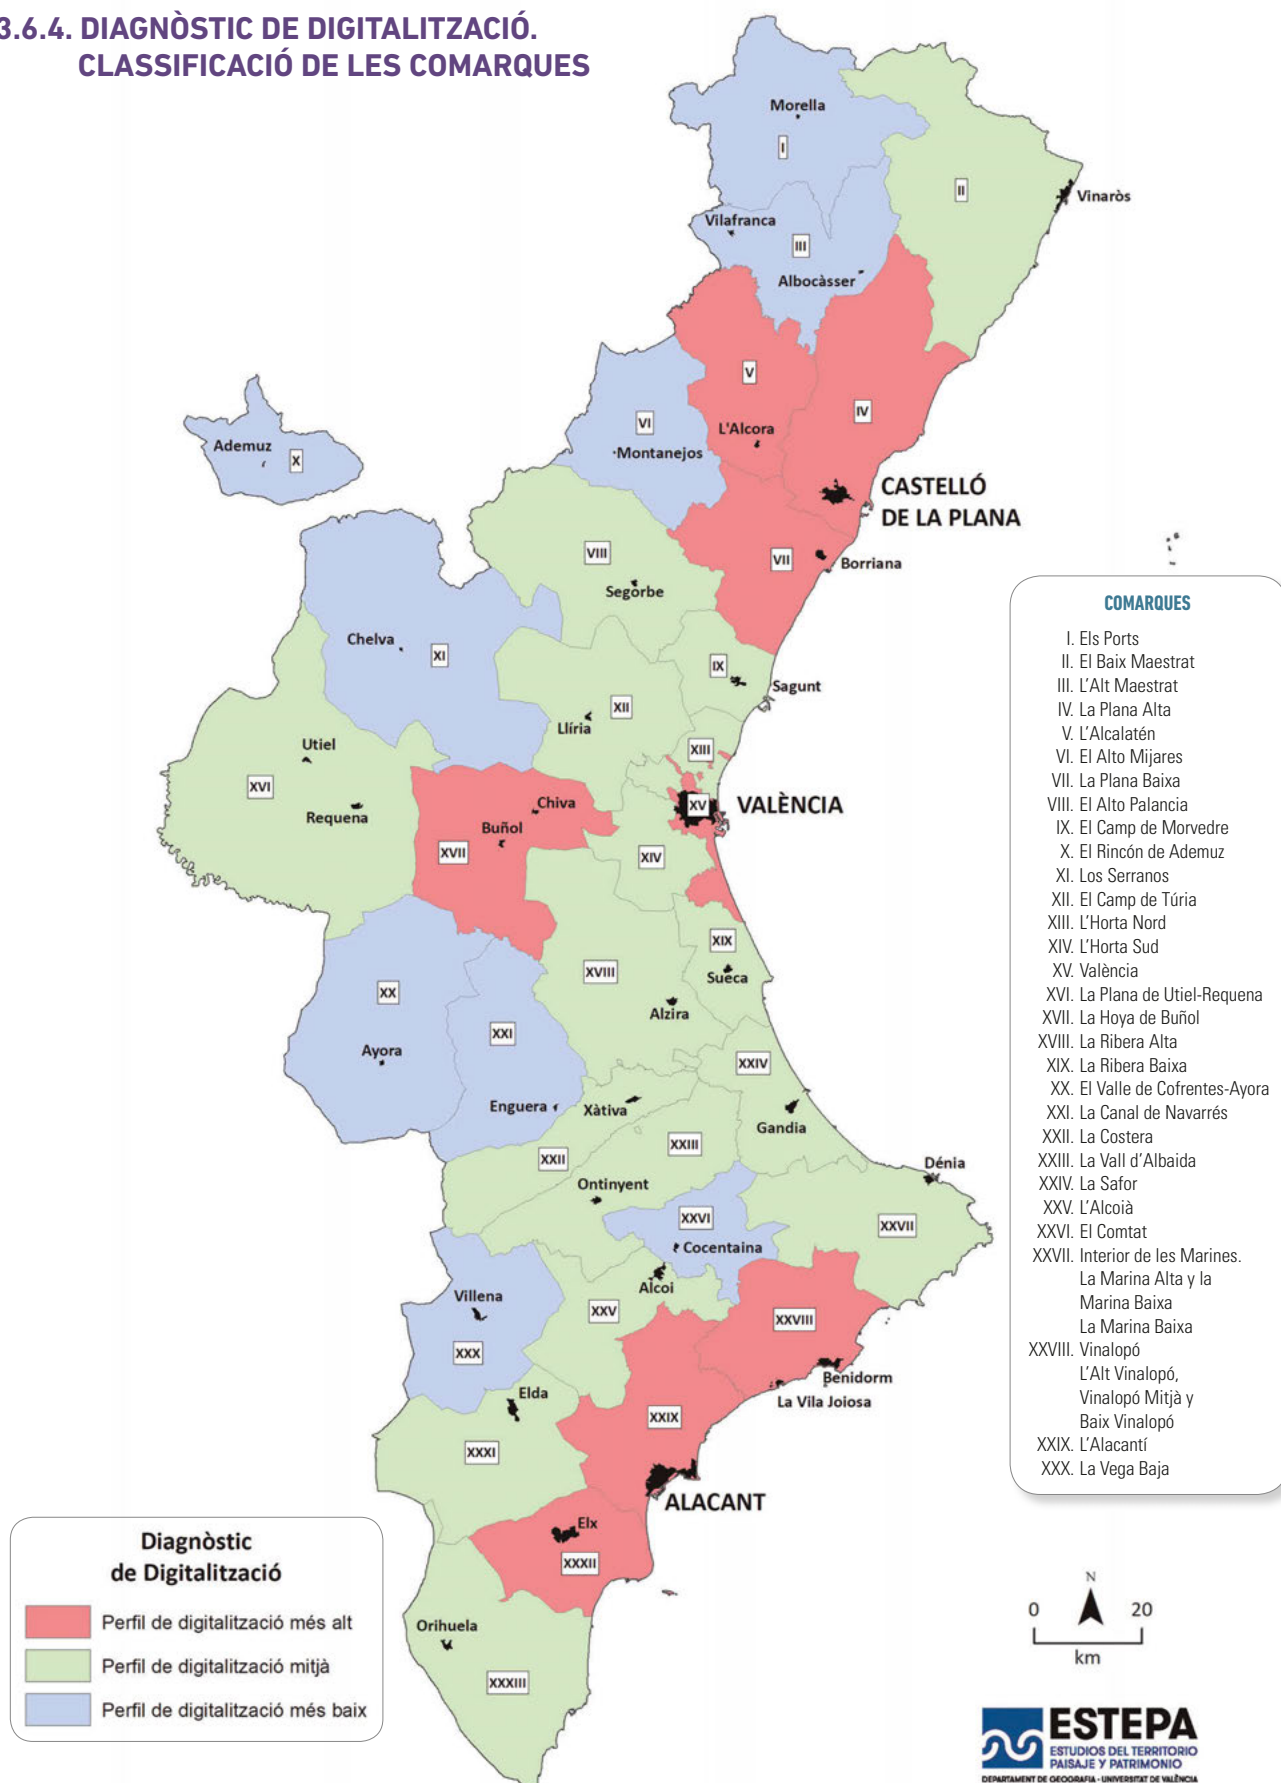 3.6.4. DIAGNÒSTIC DE DIGITALITZACIÓ.
CLASSIFICACIÓ DE LES COMARQUES
Morella
I
II
Vinaròs
Vilafranca
III
Albocàsser
V
IV
VI
L'Alcora
Montanejos
Ademuz
X
CASTELLÓ
DE LA PLANA
VIII
VII
Borriana
Segorbe
Chelva
XI
IX
Sagunt
XII
Llíria
Utiel
XIII
XVI
Requena
Chiva
XV
VALÈNCIA
Buñol
XVII
XIV
XIX
XVIII
Sueca
XX
Alzira
XXI
Ayora
XXIV
Enguera
Xàtiva
Gandia
XXIII
XXII
Dénia
Ontinyent
XXVI
XXVII
Cocentaina
Alcoi
Villena
XXV
XXVIII
XXX
Benidorm
Elda
La Vila Joiosa
XXIX
XXXI
ALACANT
Elx
XXXII
Orihuela
XXXIII
COMARQUES
I. Els Ports
II. El Baix Maestrat
III. L'Alt Maestrat
IV. La Plana Alta
V. L'Alcalatén
VI. El Alto Mijares
VII. La Plana Baixa
VIII. El Alto Palancia
IX. El Camp de Morvedre
X. El Rincón de Ademuz
XI. Los Serranos
XII. El Camp de Túria
XIII. L'Horta Nord
XIV. L'Horta Sud
XV. València
XVI. La Plana de Utiel-Requena
XVII. La Hoya de Buñol
XVIII. La Ribera Alta
XIX. La Ribera Baixa
XX. El Valle de Cofrentes-Ayora
XXI. La Canal de Navarrés
XXII. La Costera
XXIII. La Vall d'Albaida
XXIV. La Safor
XXV. L'Alcoià
XXVI. El Comtat
XXVII. Interior de les Marines.
La Marina Alta y la
Marina Baixa
La Marina Baixa
XXVIII. Vinalopó
L'Alt Vinalopó,
Vinalopó Mitjà y
Baix Vinalopó
XXIX. L'Alacantí
XXX. La Vega Baja
Diagnòstic
de Digitalització
Perfil de digitalització més alt
Perfil de digitalització mitjà
Perfil de digitalització més baix
N
0 20
km
ESTEPA
ESTUDIOS DEL TERRITORIO
PAISAJE Y PATRIMONIO
DEPARTAMENT DE GEOGRAFIA - UNIVERSITAT DE VALÈNCIA